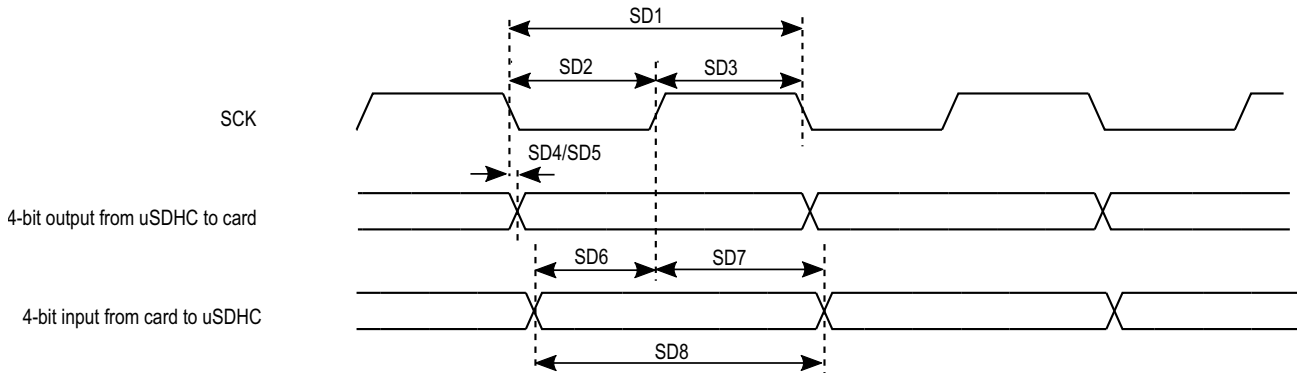 SD1
SD2
SD3
SCK
SD4/SD5
4-bit output from uSDHC to card
SD6
SD7
4-bit input from card to uSDHC
SD8